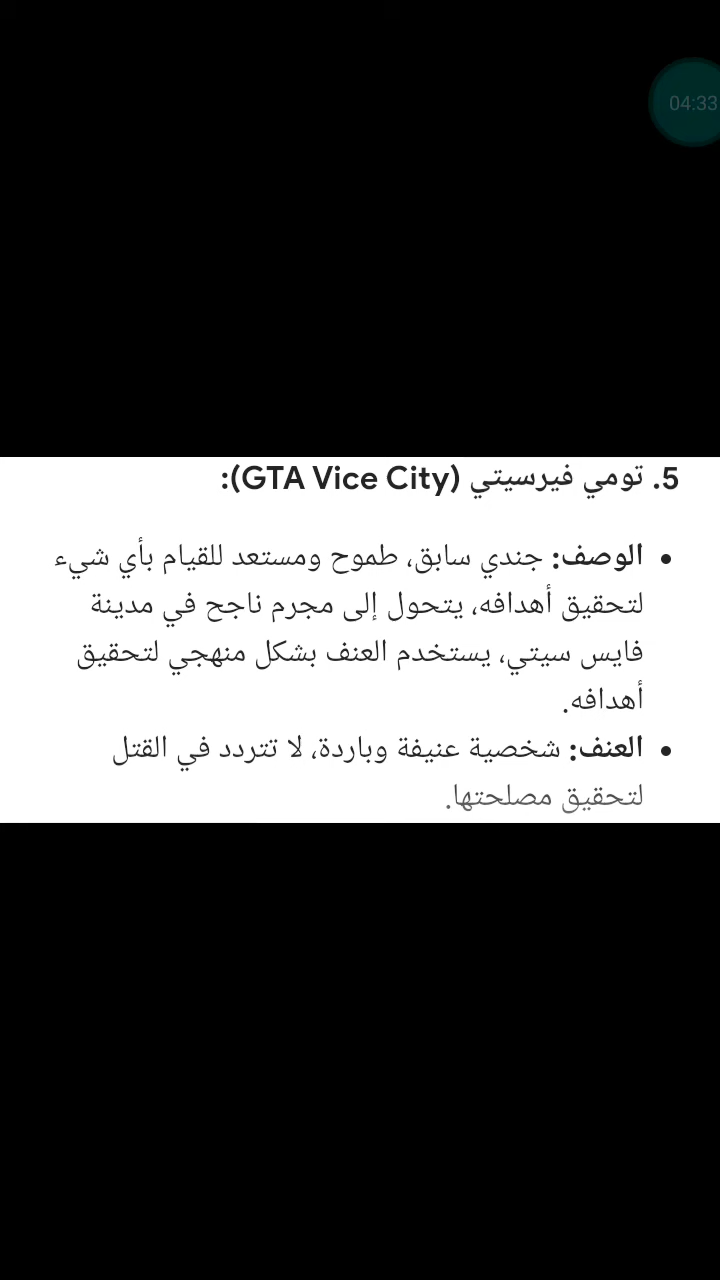 04:33
5. تومي فيرسيتي (GTA Vice City):
• الوصف: جندي سابق، طموح ومستعد للقيام بأي شيء
لتحقيق أهدافه، يتحول إلى مجرم ناجح في مدينة
فايس سيتي، يستخدم العنف بشكل منهجي لتحقيق
أهدافه.
• العنف: شخصية عنيفة وباردة، لا تتردد في القتل
لتحقيق مصلحتها.